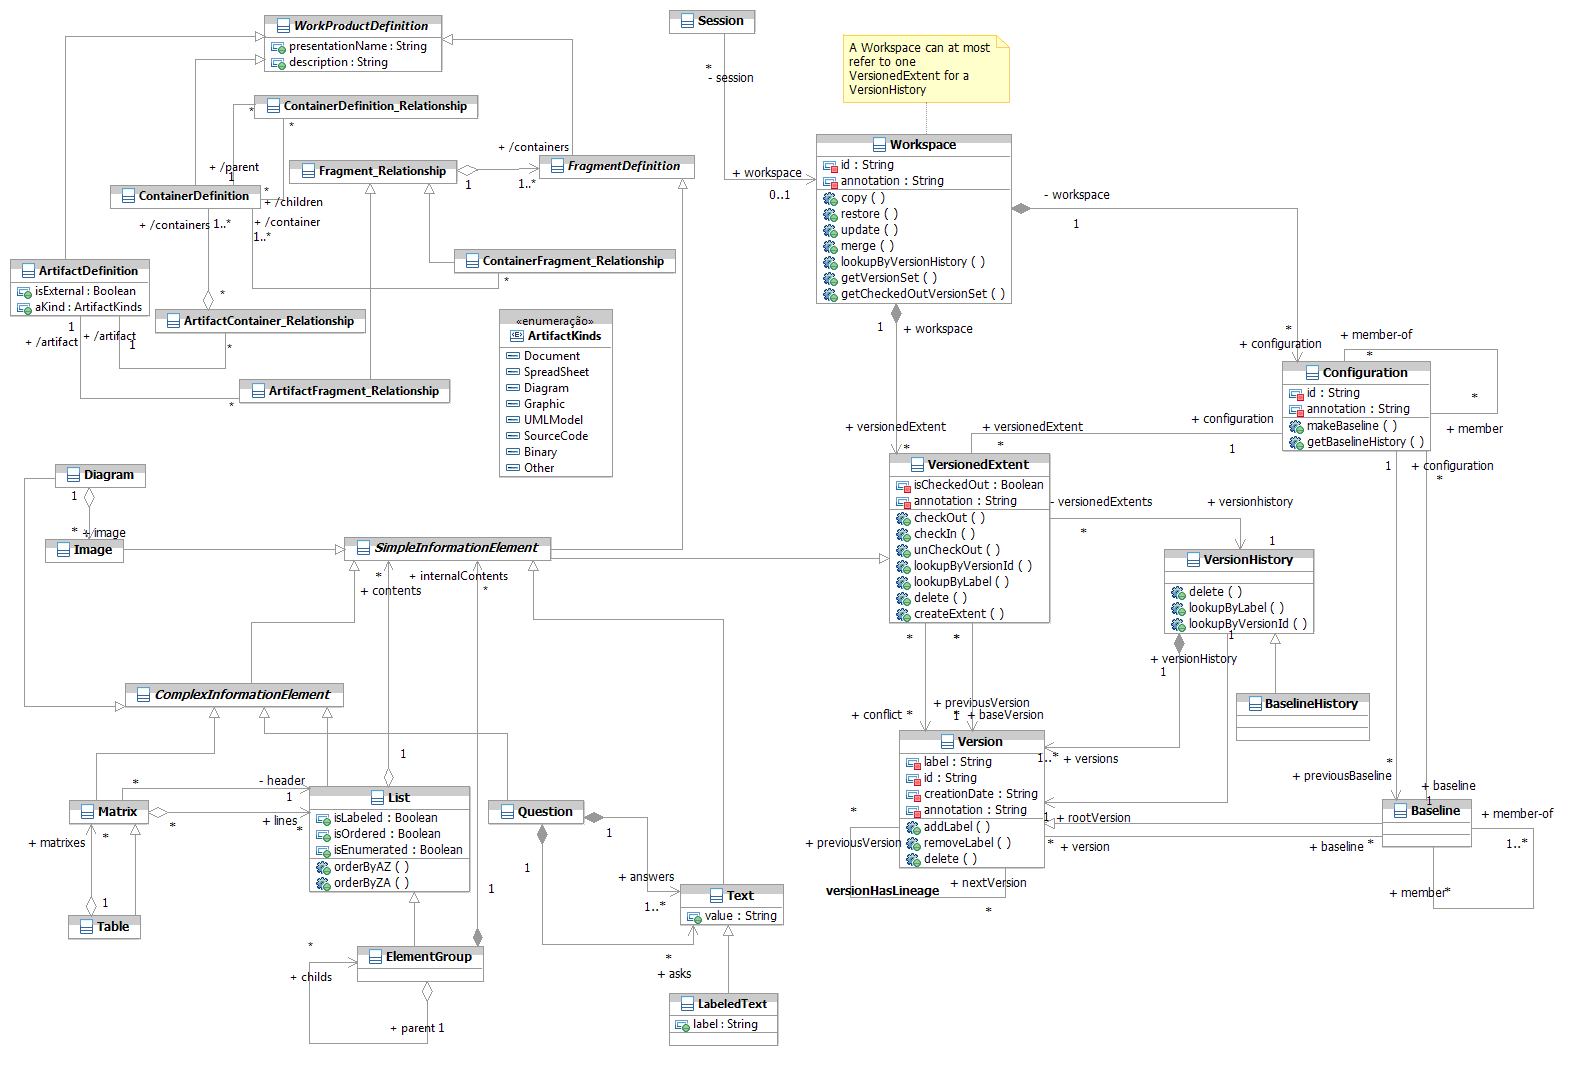 WorkProductDefinition
presentationName : String
description : String
Session
*
- session
A Workspace can at most
refer to one
VersionedExtent for a
VersionHistory
ContainerDefinition_Relationship
*
*
+ /parent
1
Fragment_Relationship
1
+ /containers
1..*
FragmentDefinition
ContainerDefinition
*
+ /children
+ /containers
1..*
+ /container
1..*
Workspace
id : String
annotation : String
copy ( )
restore ( )
update ( )
merge ( )
lookupByVersionHistory ( )
getVersionSet ( )
getCheckedOutVersionSet ( )
+ workspace
0..1
- workspace
1
ContainerFragment_Relationship
*
ArtifactDefinition
isExternal : Boolean
aKind : ArtifactKinds
1
+ /artifact
+ /artifact
1
*
ArtifactContainer_Relationship
*
ArtifactFragment_Relationship
*
«enumeração»
ArtifactKinds
Document
SpreadSheet
Diagram
Graphic
UMLModel
SourceCode
Binary
Other
1
+ workspace
*
+ configuration
+ member-of
*
Configuration
id : String
annotation : String
makeBaseline ( )
getBaselineHistory ( )
*
+ member
+ versionedExtent
*
+ versionedExtent
*
+ configuration
1
1
+ configuration
*
Diagram
1
* + /image
Image
SimpleInformationElement
*
+ contents
+ internalContents
*
VersionedExtent
isCheckedOut : Boolean
annotation : String
checkOut ( )
checkIn ( )
unCheckOut ( )
lookupByVersionId ( )
lookupByLabel ( )
delete ( )
createExtent ( )
- versionedExtents
*
+ versionhistory
1
VersionHistory
delete ( )
lookupByLabel ( )
lookupByVersionId ( )
1
+ versionHistory
1
BaselineHistory
*
*
+ conflict *
+ previousVersion
1
* + baseVersion
ComplexInformationElement
1
Version
label : String
id : String
creationDate : String
annotation : String
addLabel ( )
removeLabel ( )
delete ( )
1..* + versions
*
+ previousBaseline
+ baseline
1
1 + rootVersion
* + version
+ baseline *
Baseline
+ member-of
1..*
+ member
*
*
+ previousVersion
+ nextVersion
versionHasLineage
*
Matrix
*
- header
1
*
+ lines
*
List
isLabeled : Boolean
isOrdered : Boolean
isEnumerated : Boolean
orderByAZ ( )
orderByZA ( )
Question
1
1
+ answers
1..*
+ matrixes
*
1
Table
1
Text
value : String
*
+ asks
ElementGroup
*
+ childs
+ parent 1
LabeledText
label : String